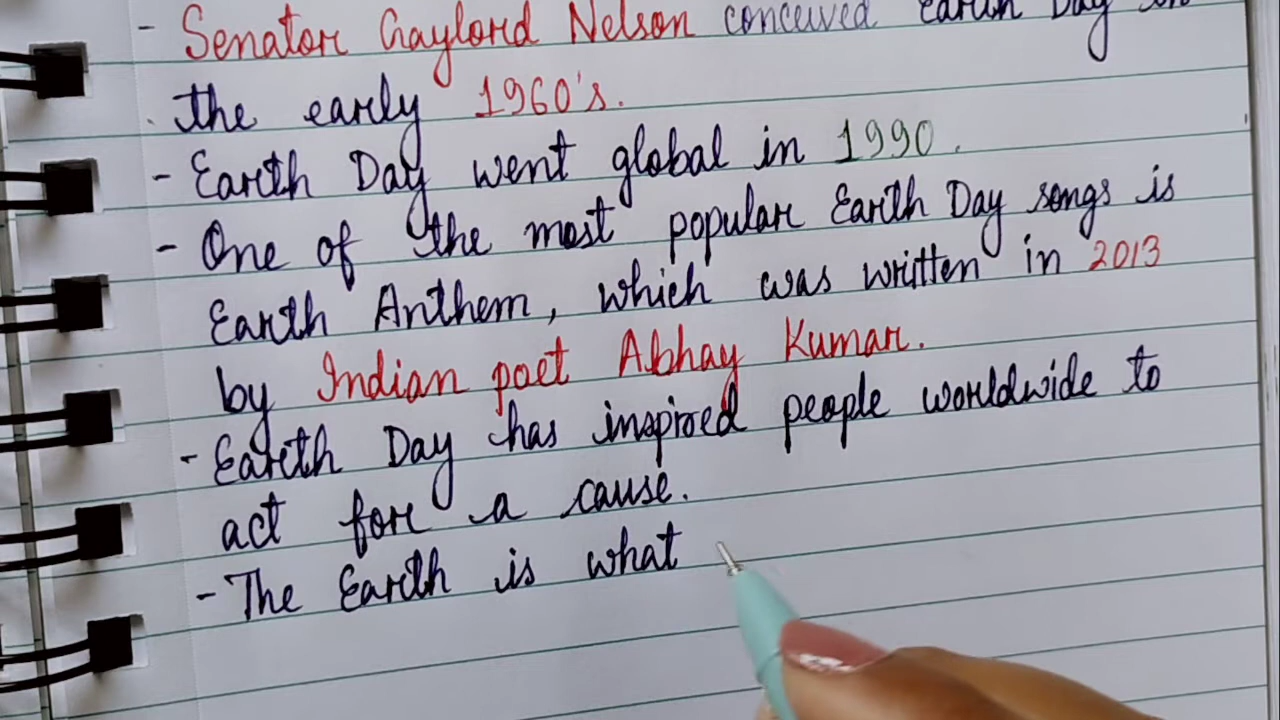 - Senator Gaylord Nelson conceived Earth Day in
the early 1960's.
- Earth Day went global in 1990.
- One of the most popular Earth Day songs is
Earth Anthem, which was written in 2013
by Indian poet Abhay Kumar.
- Earth Day has inspired people worldwide to
act for a cause.
- The Earth is what